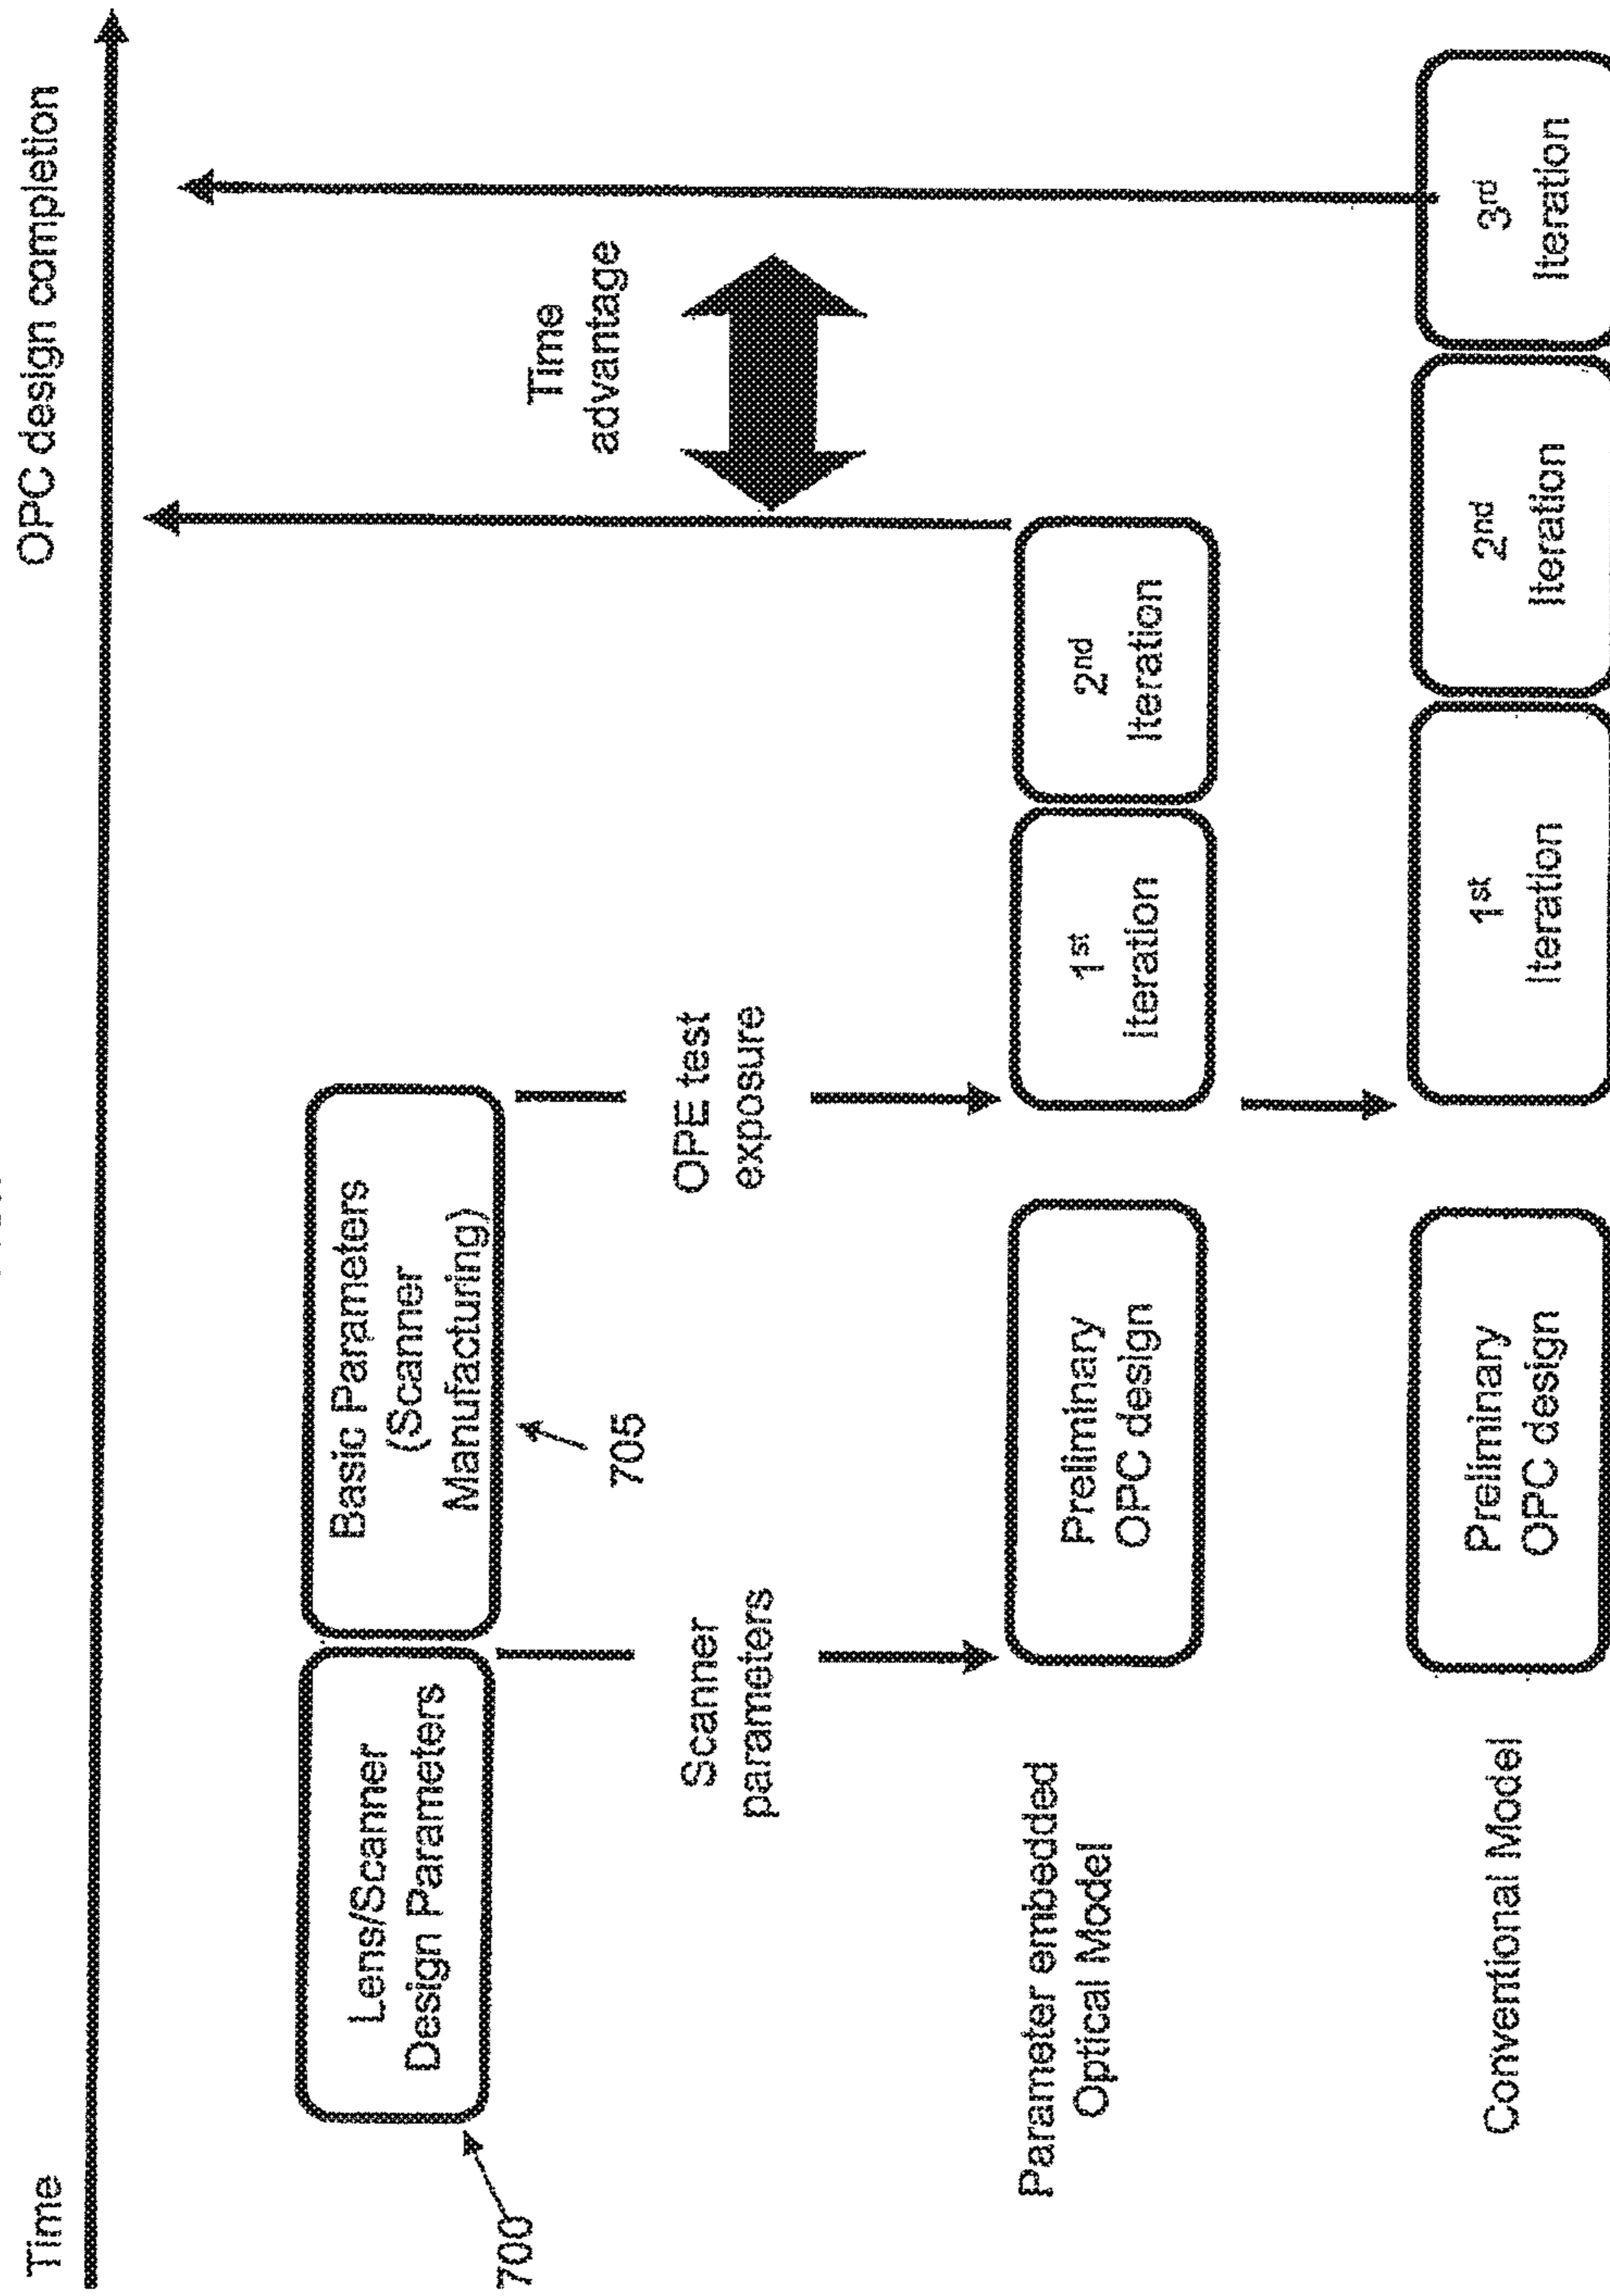 Time
OPC design completion
Lens/Scanner
Design Parameters
Basic Parameters
(Scanner
Manufacturing)
700
705
Time
advantage
Scanner
parameters
OPE test
exposure
Parameter embedded
Optical Model
Preliminary
OPC design
1st
Iteration
2nd
Iteration
Conventional Model
Preliminary
OPC design
1st
Iteration
2nd
Iteration
3rd
Iteration